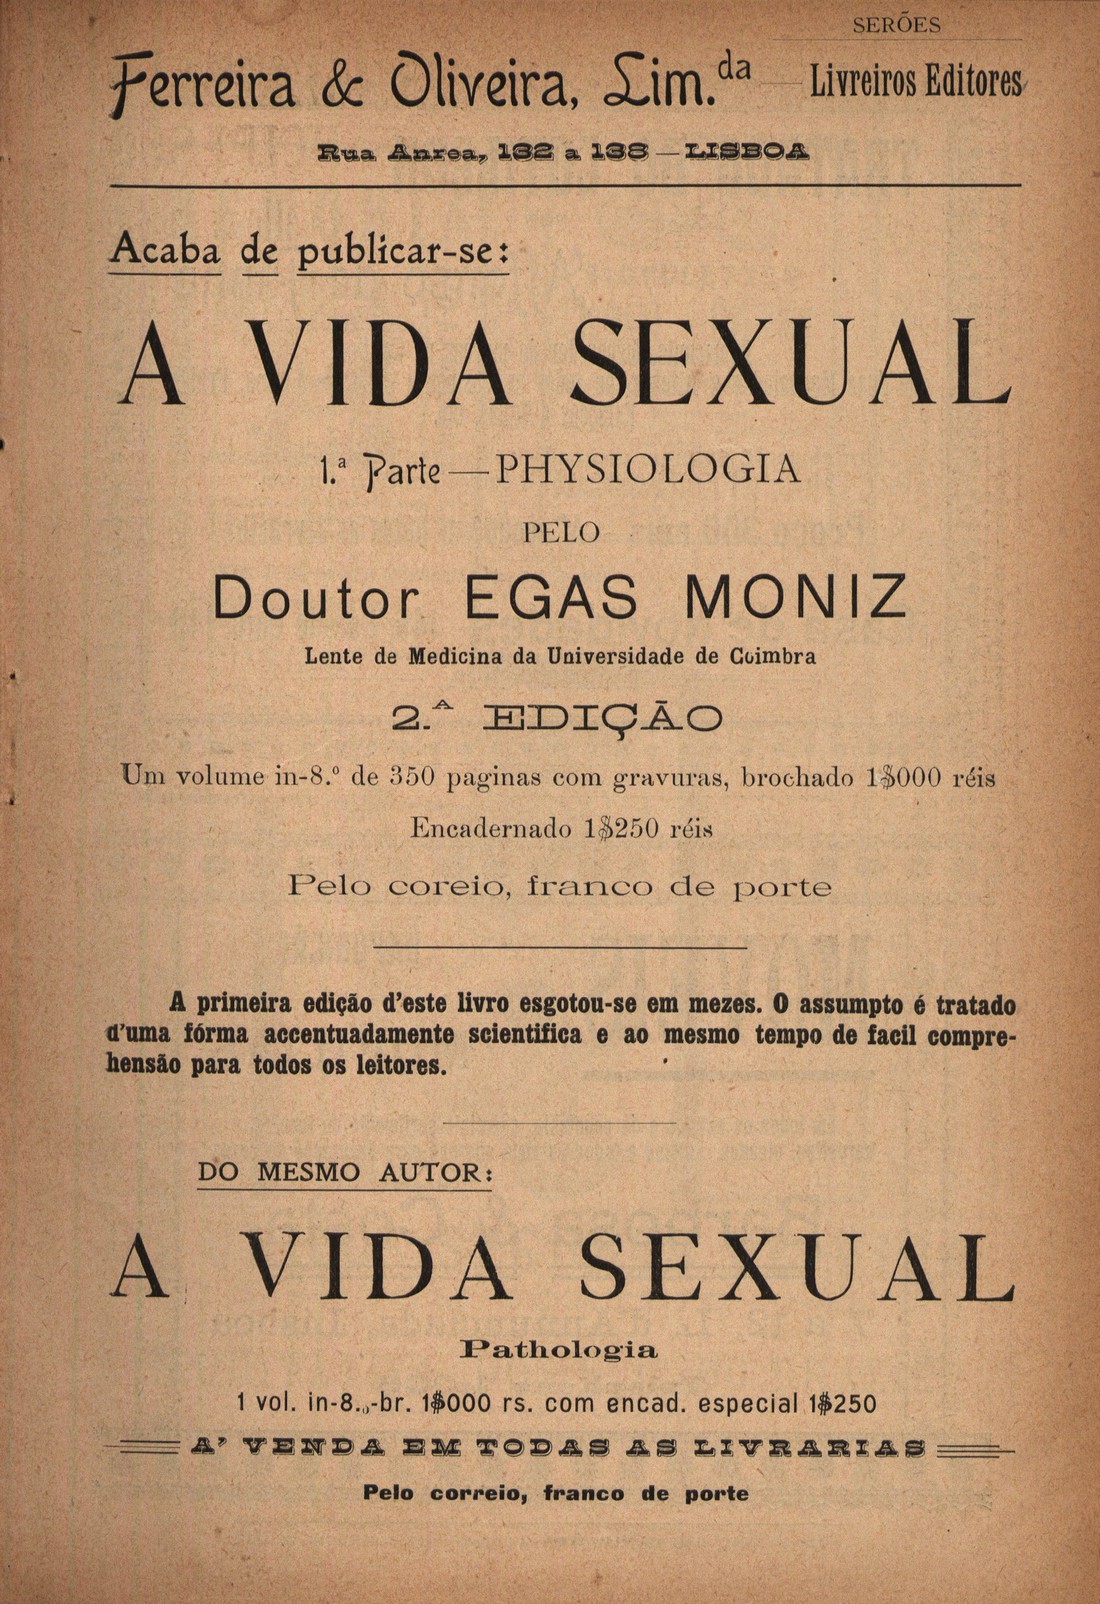 SERÕES
Ferreira & Oliveira, Lim.da — Livreiros Editores
Rua Aurea, 132 a 138 — LISBOA
Acaba de publicar-se:
A VIDA SEXUAL
1.ª Parte — PHYSIOLOGIA
PELO
Doutor EGAS MONIZ
Lente de Medicina da Universidade de Coimbra
2.ª EDIÇÃO
Um volume in-8.º de 350 paginas com gravuras, brochado 1$000 réis
Encadernado 1$250 réis
Pelo coreio, franco de porte
A primeira edição d'este livro esgotou-se em mezes. O assumpto é tratado
d'uma fórma accentuadamente scientifica e ao mesmo tempo de facil compre-
hensão para todos os leitores.
DO MESMO AUTOR:
A VIDA SEXUAL
Pathologia
1 vol. in-8.º-br. 1$000 rs. com encad. especial 1$250
A' VENDA EM TODAS AS LIVRARIAS
Pelo correio, franco de porte